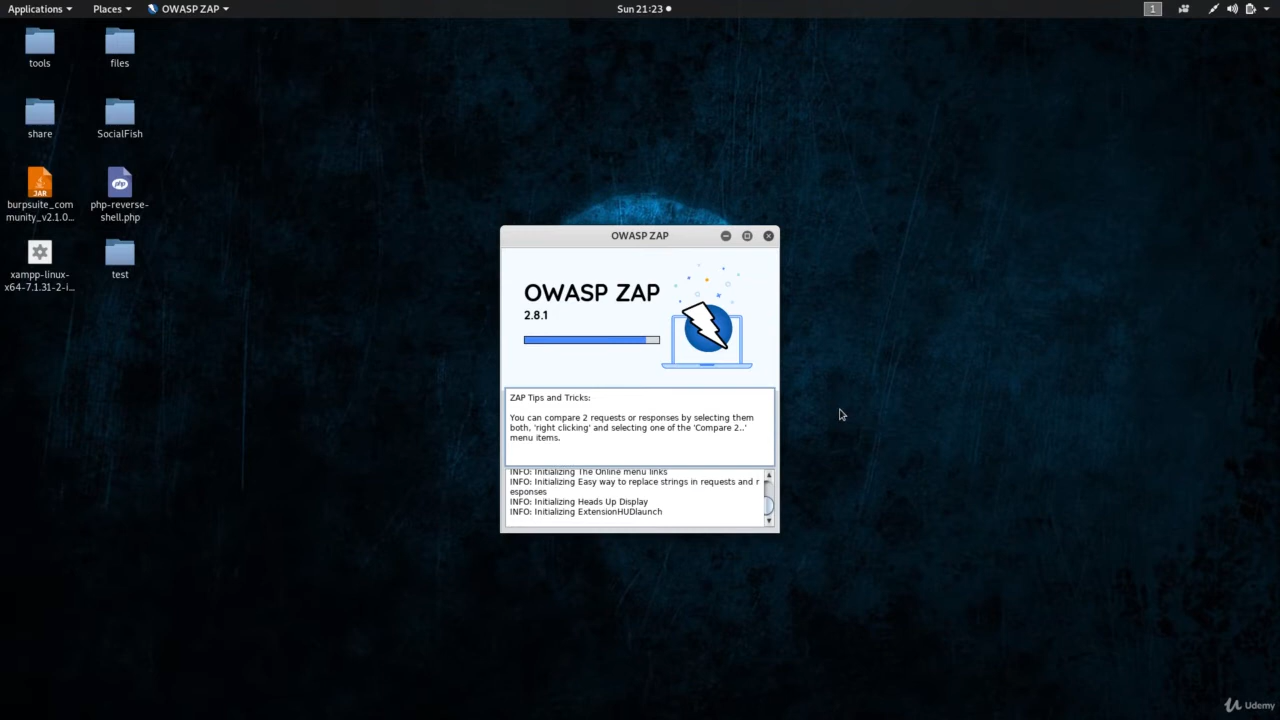 Applications
Places
OWASP ZAP
Sun 21:23
1
tools
files
share
SocialFish
JAR
php
burpsuite_com
munity_v2.1.0...
php-reverse-
shell.php
xampp-linux-
x64-7.1.31-2-i...
test
OWASP ZAP
OWASP ZAP
2.8.1
ZAP Tips and Tricks:
You can compare 2 requests or responses by selecting them
both, 'right clicking' and selecting one of the 'Compare 2..'
menu items.
INFO: Initializing The Online menu links
INFO: Initializing Easy way to replace strings in requests and r
esponses
INFO: Initializing Heads Up Display
INFO: Initializing ExtensionHUDlaunch
Udemy